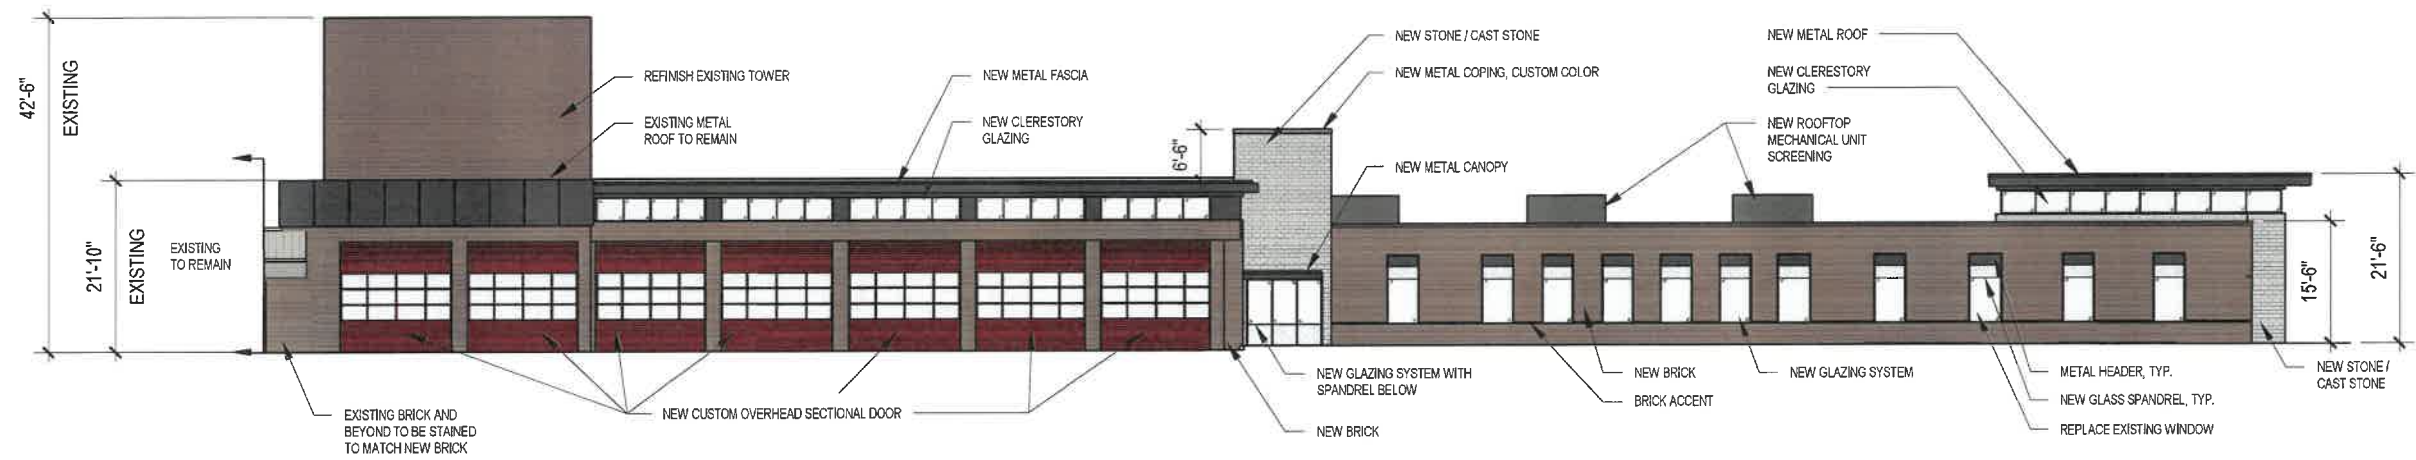 42'-6"
EXISTING
21'-10"
EXISTING
EXISTING
TO REMAIN
REFINISH EXISTING TOWER
EXISTING METAL
ROOF TO REMAIN
NEW METAL FASCIA
NEW CLERESTORY
GLAZING
6'-6"
NEW STONE / CAST STONE
NEW METAL COPING, CUSTOM COLOR
NEW METAL CANOPY
NEW METAL ROOF
NEW CLERESTORY
GLAZING
NEW ROOFTOP
MECHANICAL UNIT
SCREENING
15'-6"
21'-6"
EXISTING BRICK AND
BEYOND TO BE STAINED
TO MATCH NEW BRICK
NEW CUSTOM OVERHEAD SECTIONAL DOOR
NEW GLAZING SYSTEM WITH
SPANDREL BELOW
NEW BRICK
NEW BRICK
BRICK ACCENT
NEW GLAZING SYSTEM
METAL HEADER, TYP.
NEW GLASS SPANDREL, TYP.
REPLACE EXISTING WINDOW
NEW STONE /
CAST STONE